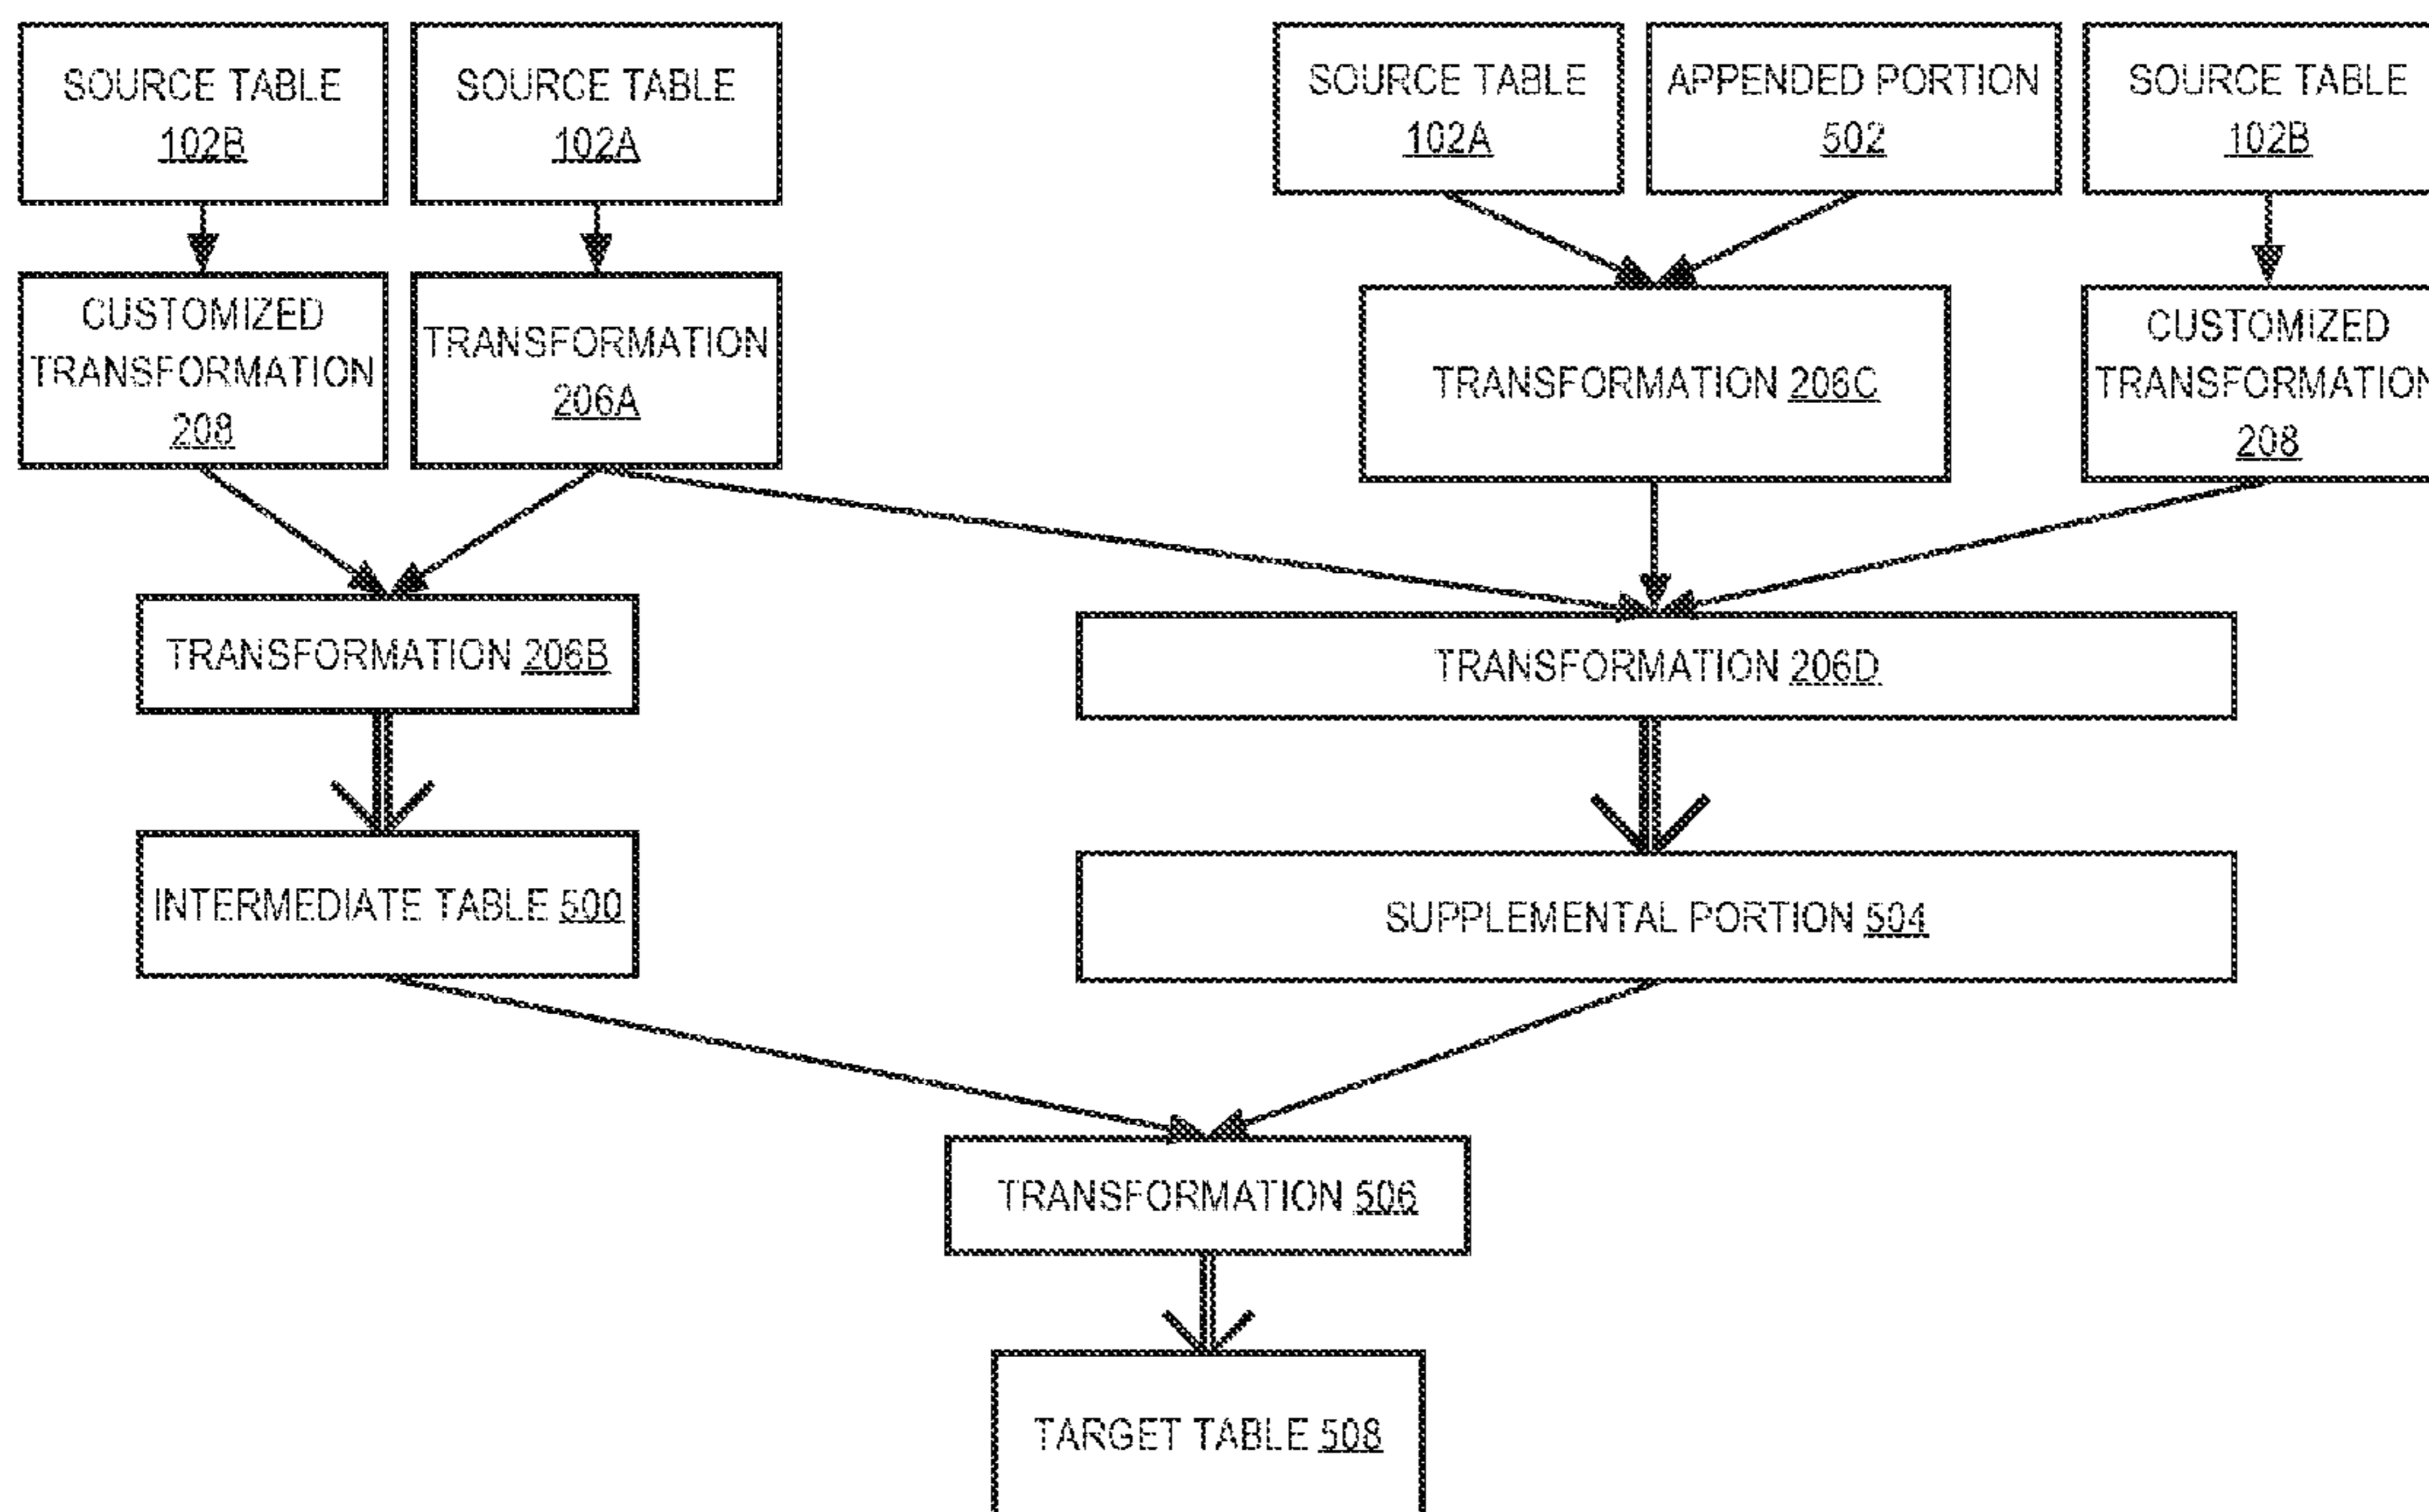 SOURCE TABLE
102B
SOURCE TABLE
102A
SOURCE TABLE
102A
APPENDED PORTION
502
SOURCE TABLE
102B
CUSTOMIZED
TRANSFORMATION
208
TRANSFORMATION
206A
TRANSFORMATION 206C
CUSTOMIZED
TRANSFORMATION
208
TRANSFORMATION 206B
TRANSFORMATION 206D
INTERMEDIATE TABLE 500
SUPPLEMENTAL PORTION 504
TRANSFORMATION 506
TARGET TABLE 508